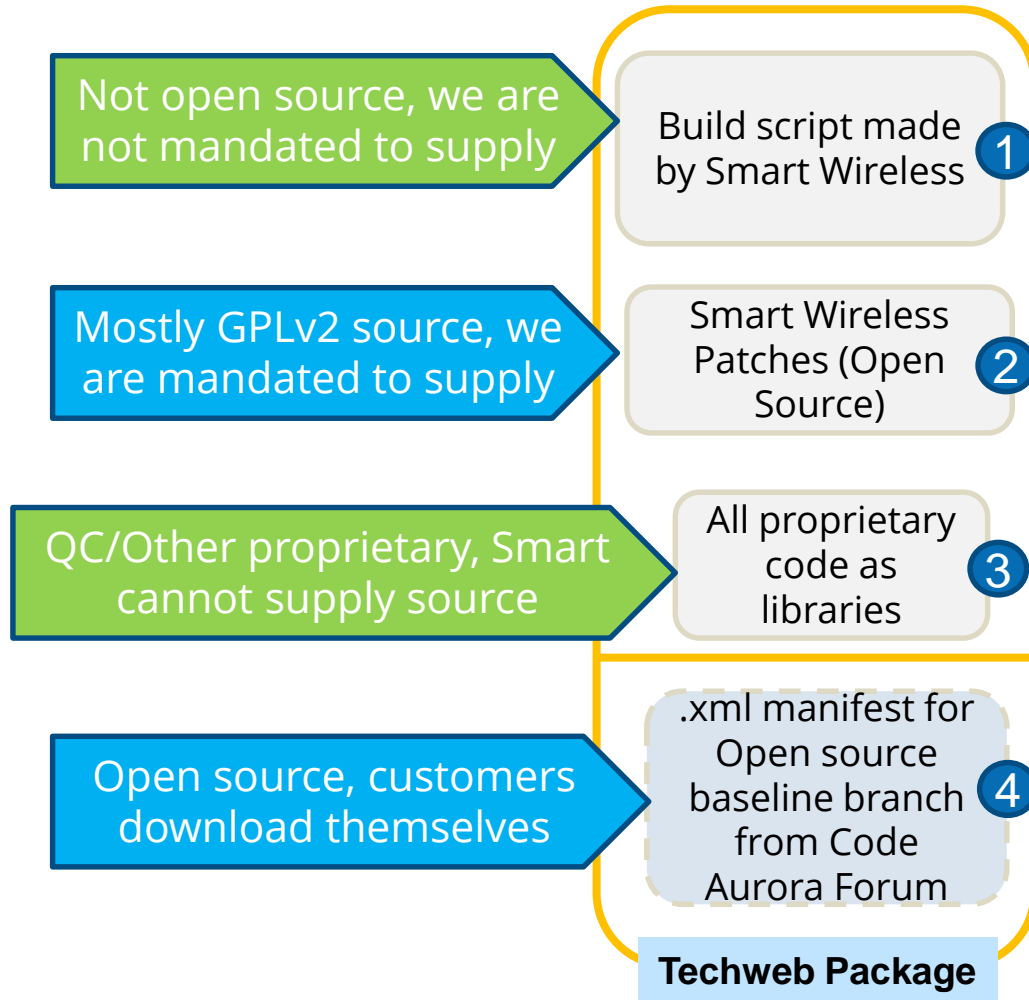 Not open source, we are
not mandated to supply
Build script made
by Smart Wireless
1
Mostly GPLv2 source, we
are mandated to supply
Smart Wireless
Patches (Open
Source)
2
QC/Other proprietary, Smart
cannot supply source
All proprietary
code as
libraries
3
Open source, customers
download themselves
.xml manifest for
Open source
baseline branch
from Code
Aurora Forum
4
Techweb Package